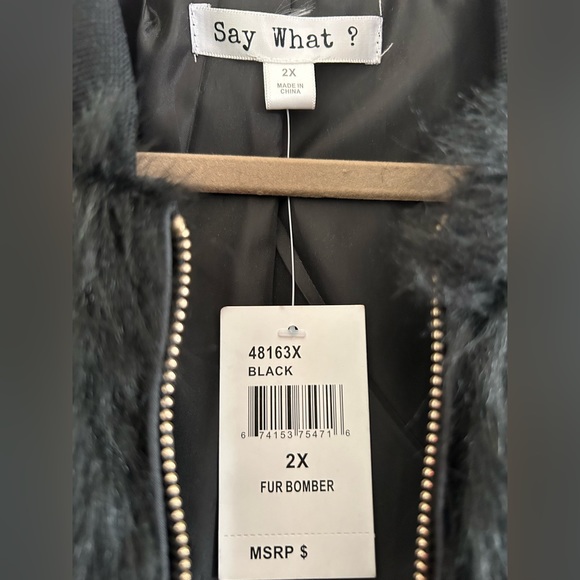 Say What ?
2X
MADE IN
CHINA
48163X
BLACK
6 74153 75471 6
2X
FUR BOMBER
MSRP $